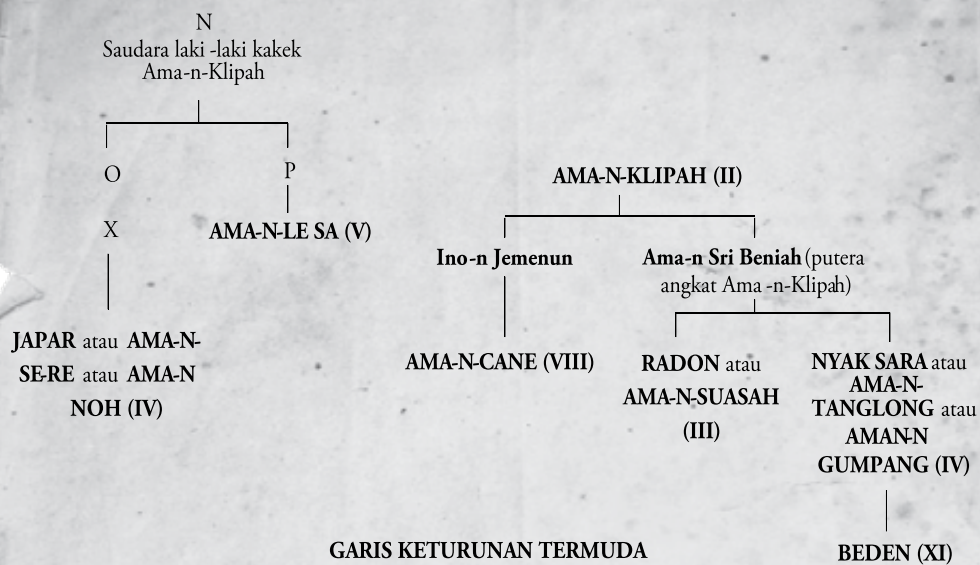 N
Saudara laki -laki kakek
Ama-n-Klipah
O
P
X
AMA-N-LE SA (V)
JAPAR atau AMA-N-
SE-RE atau AMA-N
NOH (IV)
AMA-N-KLIPAH (II)
Ino-n Jemenun
Ama-n Sri Beniah (putera
angkat Ama -n-Klipah)
AMA-N-CANE (VIII)
RADON atau
AMA-N-SUASAH
(III)
NYAK SARA atau
AMA-N-
TANGLONG atau
AMAN-N
GUMPANG (IV)
BEDEN (XI)
GARIS KETURUNAN TERMUDA